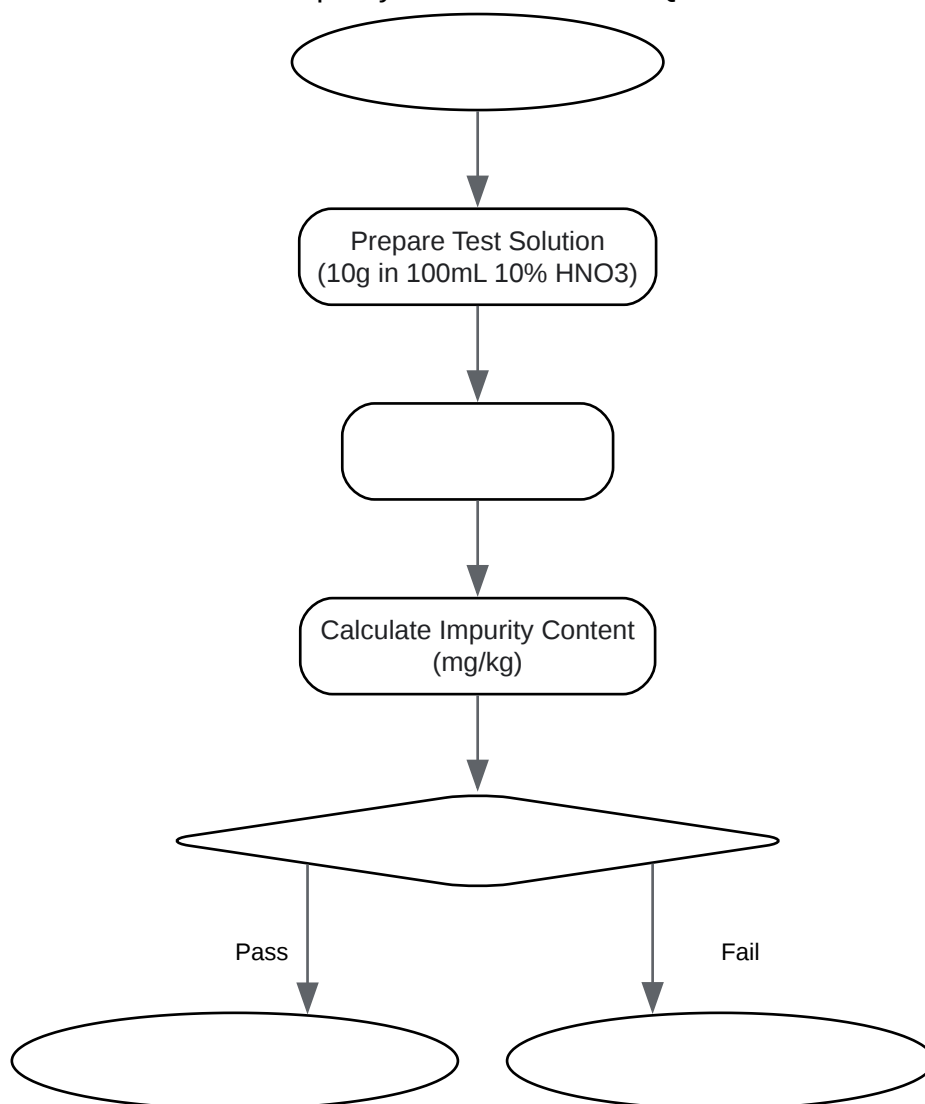 Prepare Test Solution
(10g in 100mL 10% HNO3)
Calculate Impurity Content
(mg/kg)
Pass
Fail